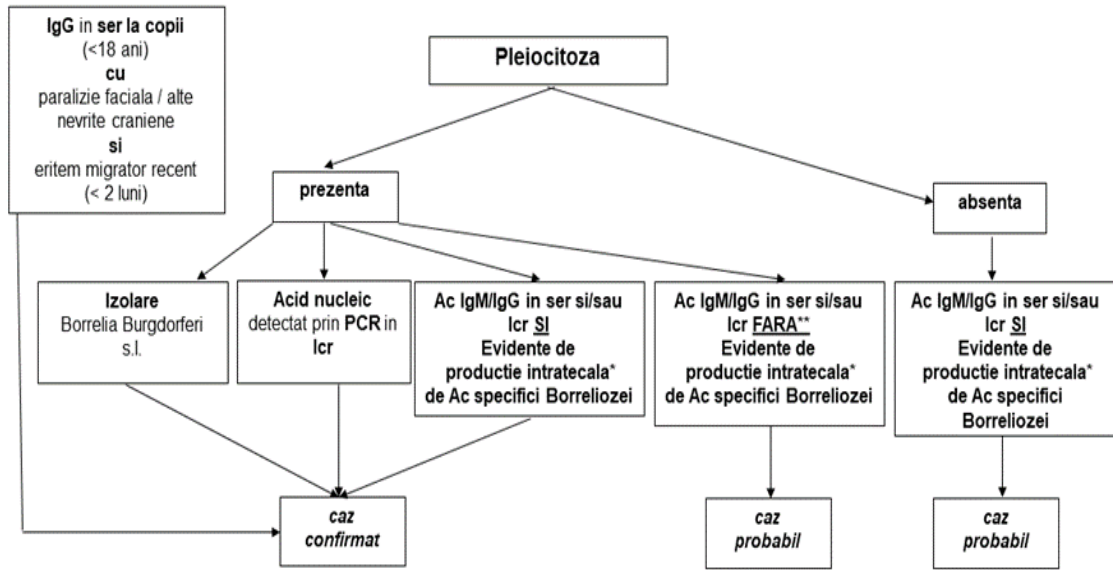 IgG in ser la copii
(<18 ani)
cu
paralizie faciala / alte
nevrite craniene
si
eritem migrator recent
(< 2 luni)
Pleiocitoza
prezenta
absenta
Izolare
Borrelia Burgdorferi
s.l.
Acid nucleic
detectat prin PCR in
lcr
Ac IgM/IgG in ser si/sau
lcr SI
Evidente de
productie intratecala*
de Ac specifici Borreliozei
Ac IgM/IgG in ser si/sau
lcr FARA**
Evidente de
productie intratecala*
de Ac specifici Borreliozei
Ac IgM/IgG in ser si/sau
lcr SI
Evidente de
productie intratecala*
de Ac specifici
Borreliozei
caz
confirmat
caz
probabil
caz
probabil